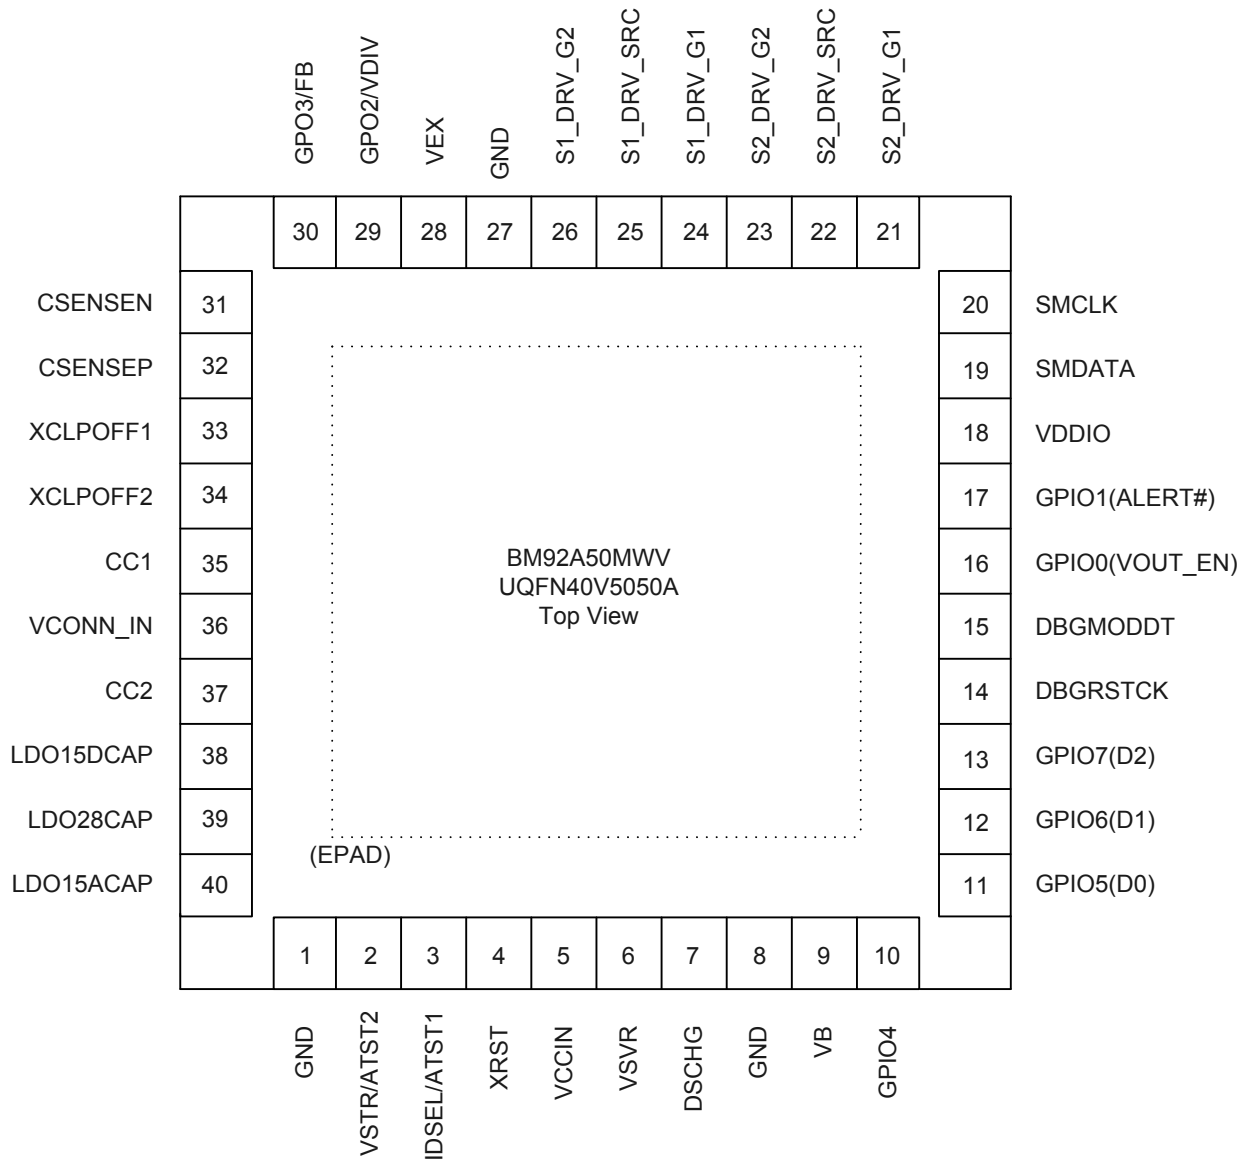 GPO3/FB
GPO2/VDIV
VEX
GND
S1_DRV_G2
S1_DRV_SRC
S1_DRV_G1
S2_DRV_G2
S2_DRV_SRC
S2_DRV_G1
30 29 28 27 26 25 24 23 22 21
CSENSEN 31
20 SMCLK
CSENSEP 32
19 SMDATA
XCLPOFF1 33
18 VDDIO
XCLPOFF2 34
17 GPIO1(ALERT#)
CC1 35
16 GPIO0(VOUT_EN)
VCONN_IN 36
15 DBGMODDT
CC2 37
14 DBGRSTCK
LDO15DCAP 38
13 GPIO7(D2)
LDO28CAP 39
12 GPIO6(D1)
LDO15ACAP 40
11 GPIO5(D0)
BM92A50MWV
UQFN40V5050A
Top View
(EPAD)
1 2 3 4 5 6 7 8 9 10
GND
VSTR/ATST2
IDSEL/ATST1
XRST
VCCIN
VSVR
DSCHG
GND
VB
GPIO4